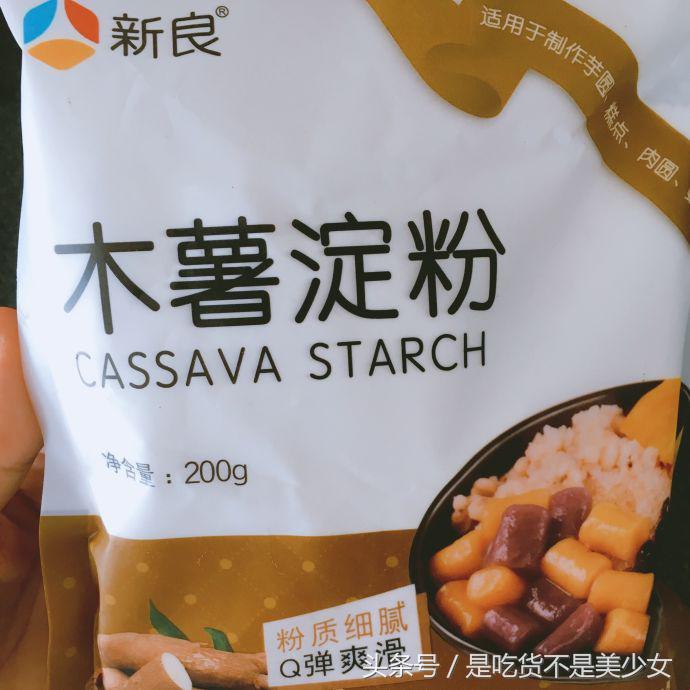 新良®
适用于制作芋圆、糕点、肉圆、
木薯淀粉
CASSAVA STARCH
净含量：200g
粉质细腻
Q弹爽滑
头条号 / 是吃货不是美少女